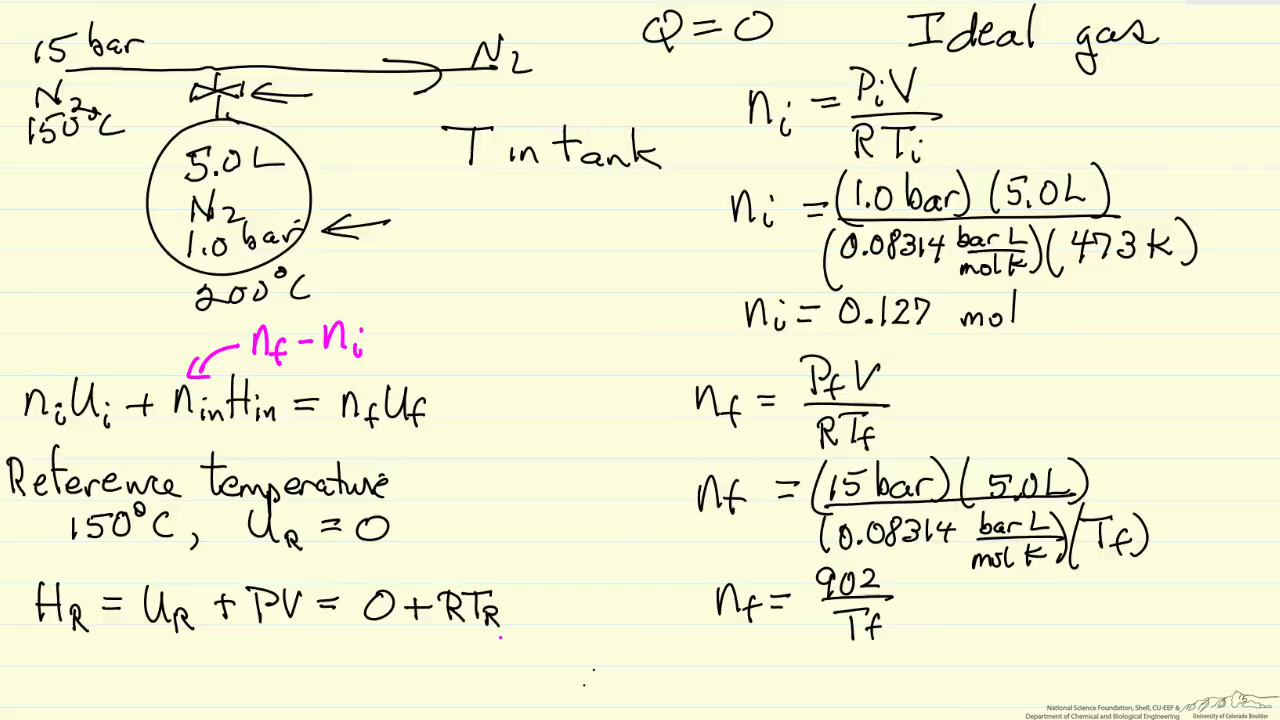 15 bar
N₂
150°C
N₂
5.0 L
N₂
1.0 bar
200°C
Q = 0
T in tank
nf - ni
niUi + ninHin = nfUf
Reference temperature
150°C, UR = 0
HR = UR + PV = 0 + RTR
Ideal gas
ni = PiV / RTi
ni = (1.0 bar) (5.0 L) / (0.08314 bar L / mol K) (473 K)
ni = 0.127 mol
nf = PfV / RTf
nf = (15 bar) (5.0 L) / (0.08314 bar L / mol K) (Tf)
nf = 902 / Tf
National Science Foundation, Shell, CU-EEF &
Department of Chemical and Biological Engineering
University of Colorado Boulder